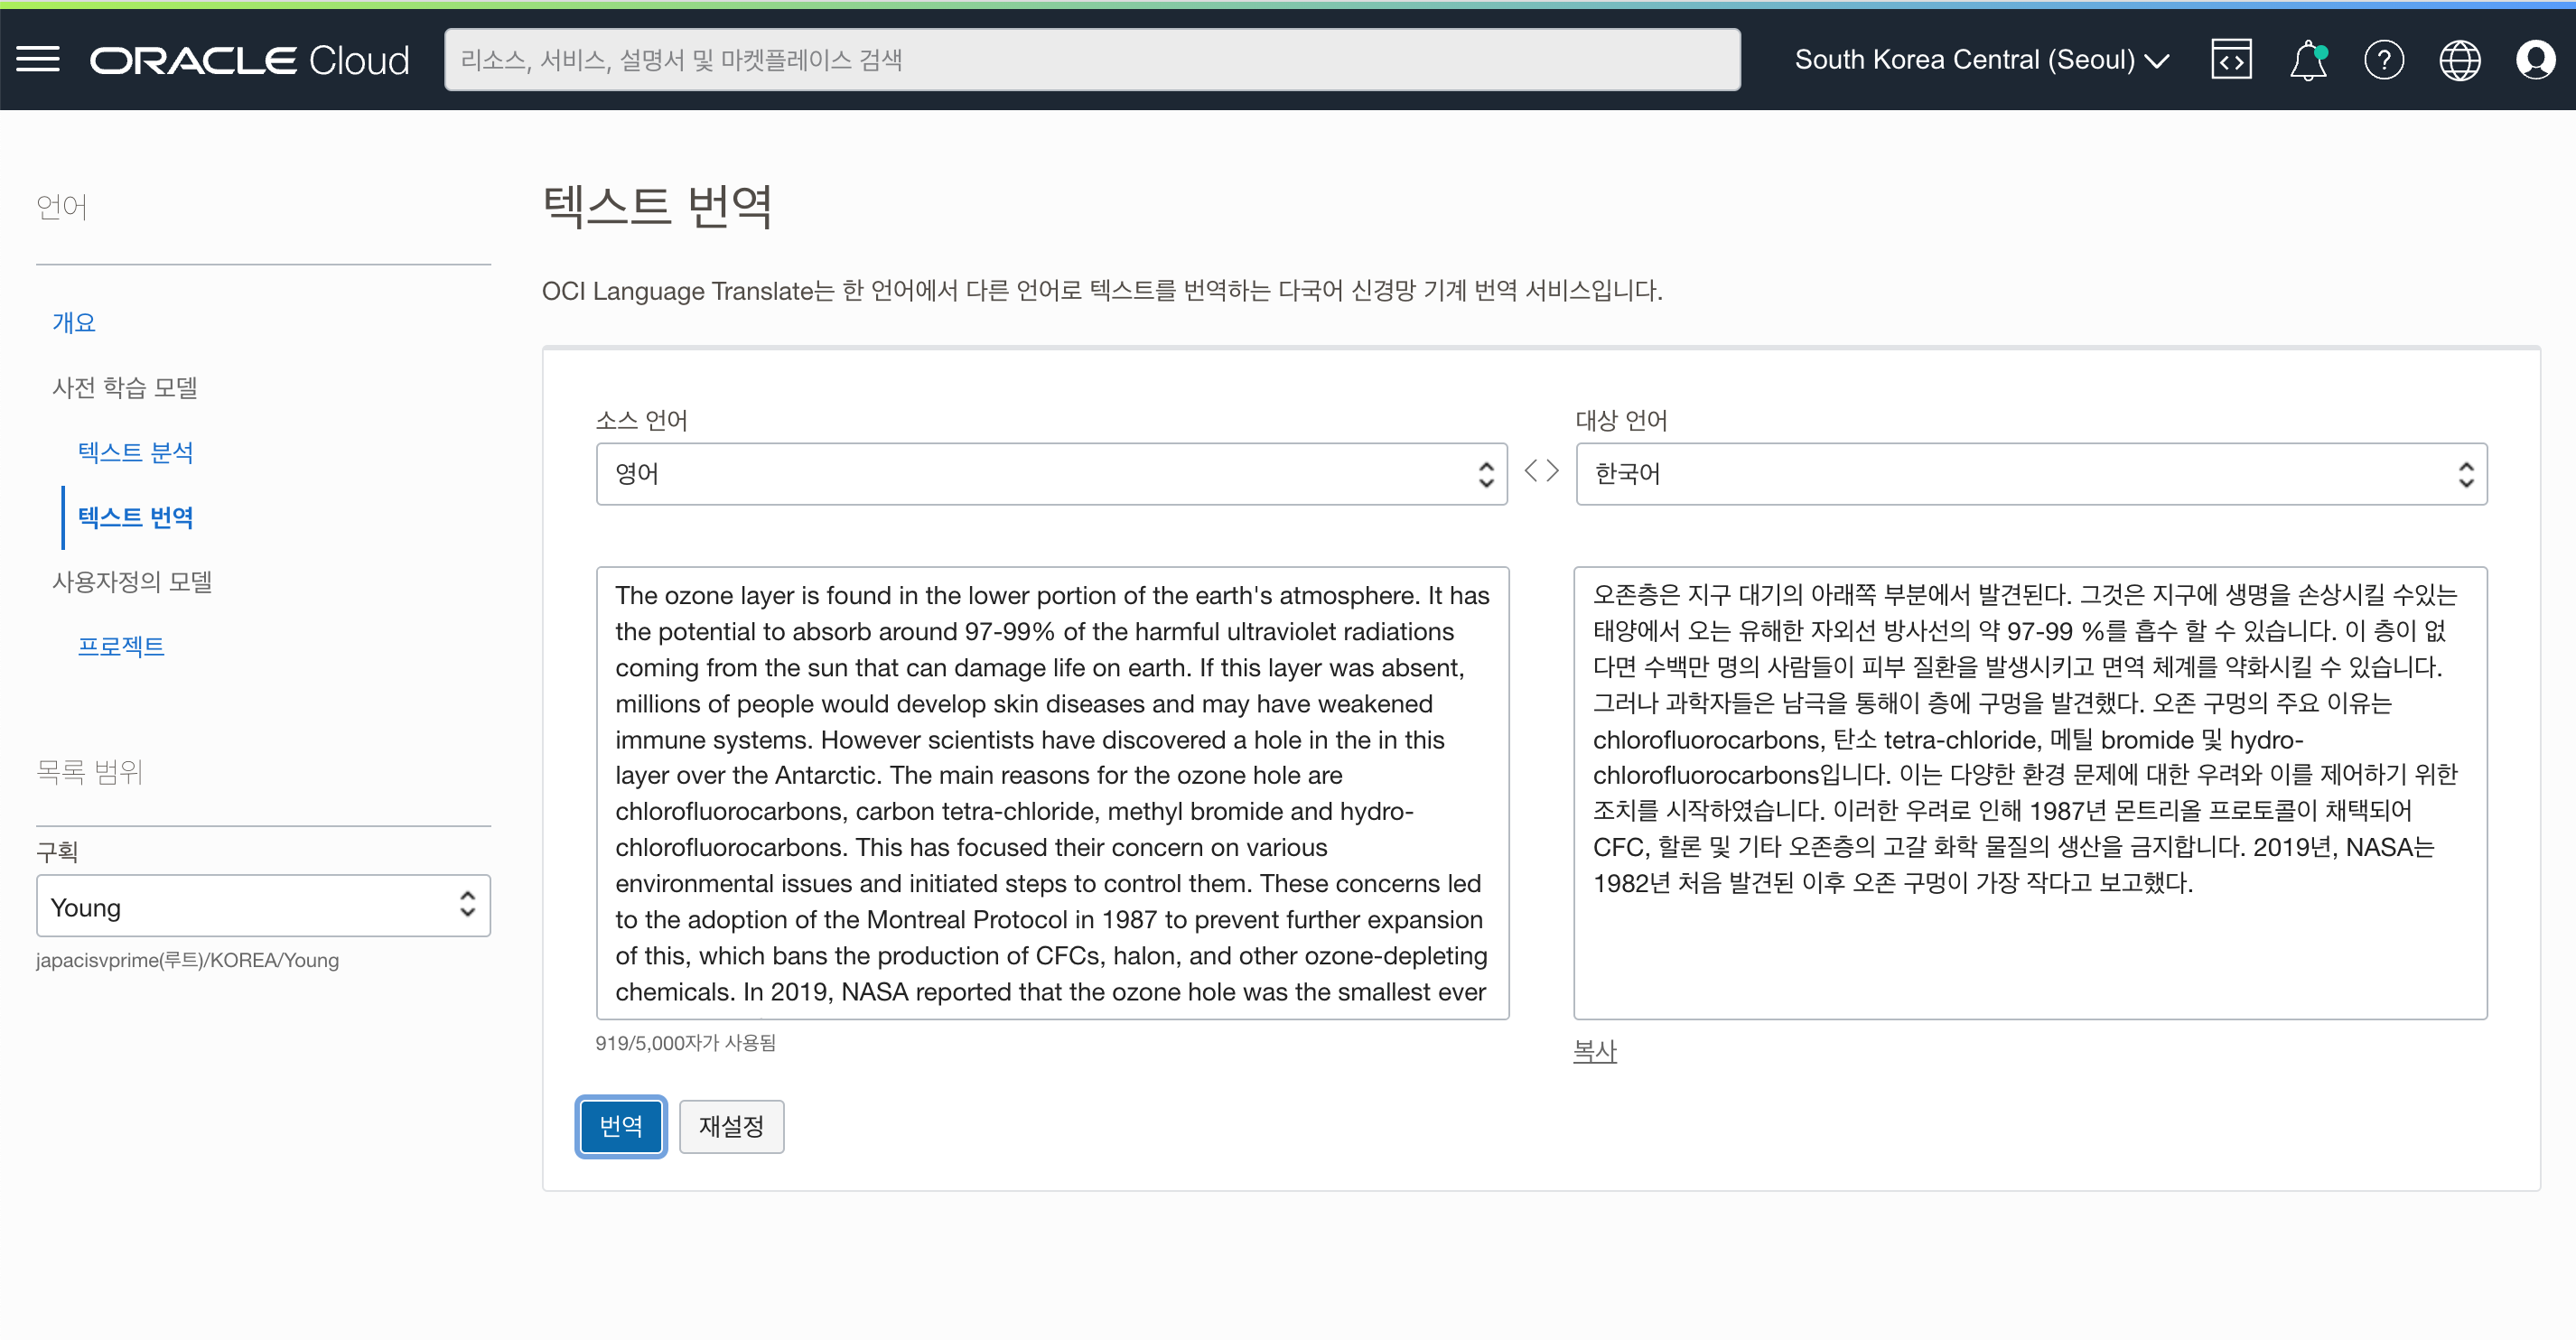 ORACLE Cloud
리소스, 서비스, 설명서 및 마켓플레이스 검색
South Korea Central (Seoul)
언어
개요
사전 학습 모델
텍스트 분석
텍스트 번역
사용자정의 모델
프로젝트
목록 범위
구획
Young
japacisvprime(루트)/KOREA/Young
텍스트 번역
OCI Language Translate는 한 언어에서 다른 언어로 텍스트를 번역하는 다국어 신경망 기계 번역 서비스입니다.
소스 언어
영어
대상 언어
한국어
The ozone layer is found in the lower portion of the earth's atmosphere. It has
the potential to absorb around 97-99% of the harmful ultraviolet radiations
coming from the sun that can damage life on earth. If this layer was absent,
millions of people would develop skin diseases and may have weakened
immune systems. However scientists have discovered a hole in the in this
layer over the Antarctic. The main reasons for the ozone hole are
chlorofluorocarbons, carbon tetra-chloride, methyl bromide and hydro-
chlorofluorocarbons. This has focused their concern on various
environmental issues and initiated steps to control them. These concerns led
to the adoption of the Montreal Protocol in 1987 to prevent further expansion
of this, which bans the production of CFCs, halon, and other ozone-depleting
chemicals. In 2019, NASA reported that the ozone hole was the smallest ever
919/5,000자가 사용됨
오존층은 지구 대기의 아래쪽 부분에서 발견된다. 그것은 지구에 생명을 손상시킬 수있는
태양에서 오는 유해한 자외선 방사선의 약 97-99 %를 흡수 할 수 있습니다. 이 층이 없
다면 수백만 명의 사람들이 피부 질환을 발생시키고 면역 체계를 약화시킬 수 있습니다.
그러나 과학자들은 남극을 통해이 층에 구멍을 발견했다. 오존 구멍의 주요 이유는
chlorofluorocarbons, 탄소 tetra-chloride, 메틸 bromide 및 hydro-
chlorofluorocarbons입니다. 이는 다양한 환경 문제에 대한 우려와 이를 제어하기 위한
조치를 시작하였습니다. 이러한 우려로 인해 1987년 몬트리올 프로토콜이 채택되어
CFC, 할론 및 기타 오존층의 고갈 화학 물질의 생산을 금지합니다. 2019년, NASA는
1982년 처음 발견된 이후 오존 구멍이 가장 작다고 보고했다.
복사
번역
재설정